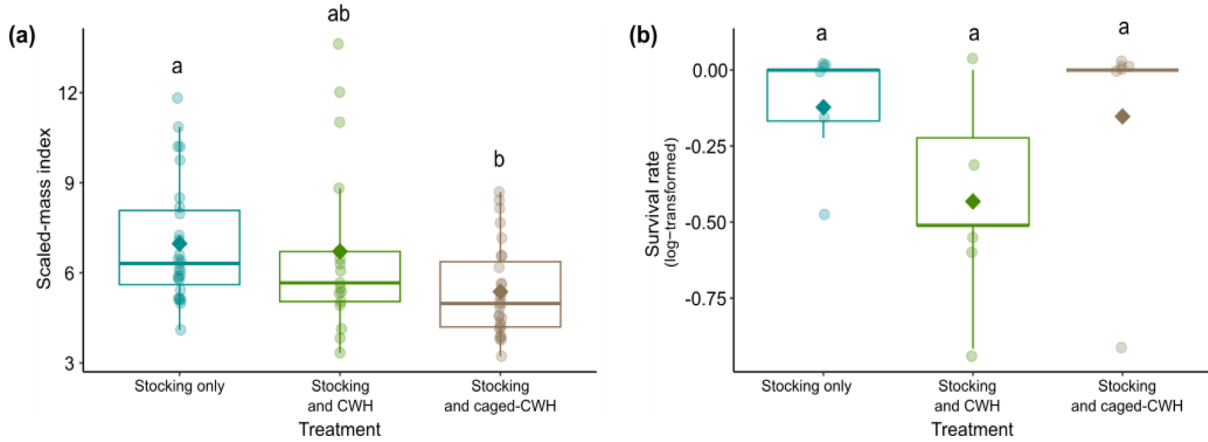 (a)
Scaled-mass index
12
9
6
3
a
ab
b
Stocking only
Stocking
and CWH
Stocking
and caged-CWH
Treatment
(b)
Survival rate
(log-transformed)
0.00
-0.25
-0.50
-0.75
a
a
a
Stocking only
Stocking
and CWH
Stocking
and caged-CWH
Treatment